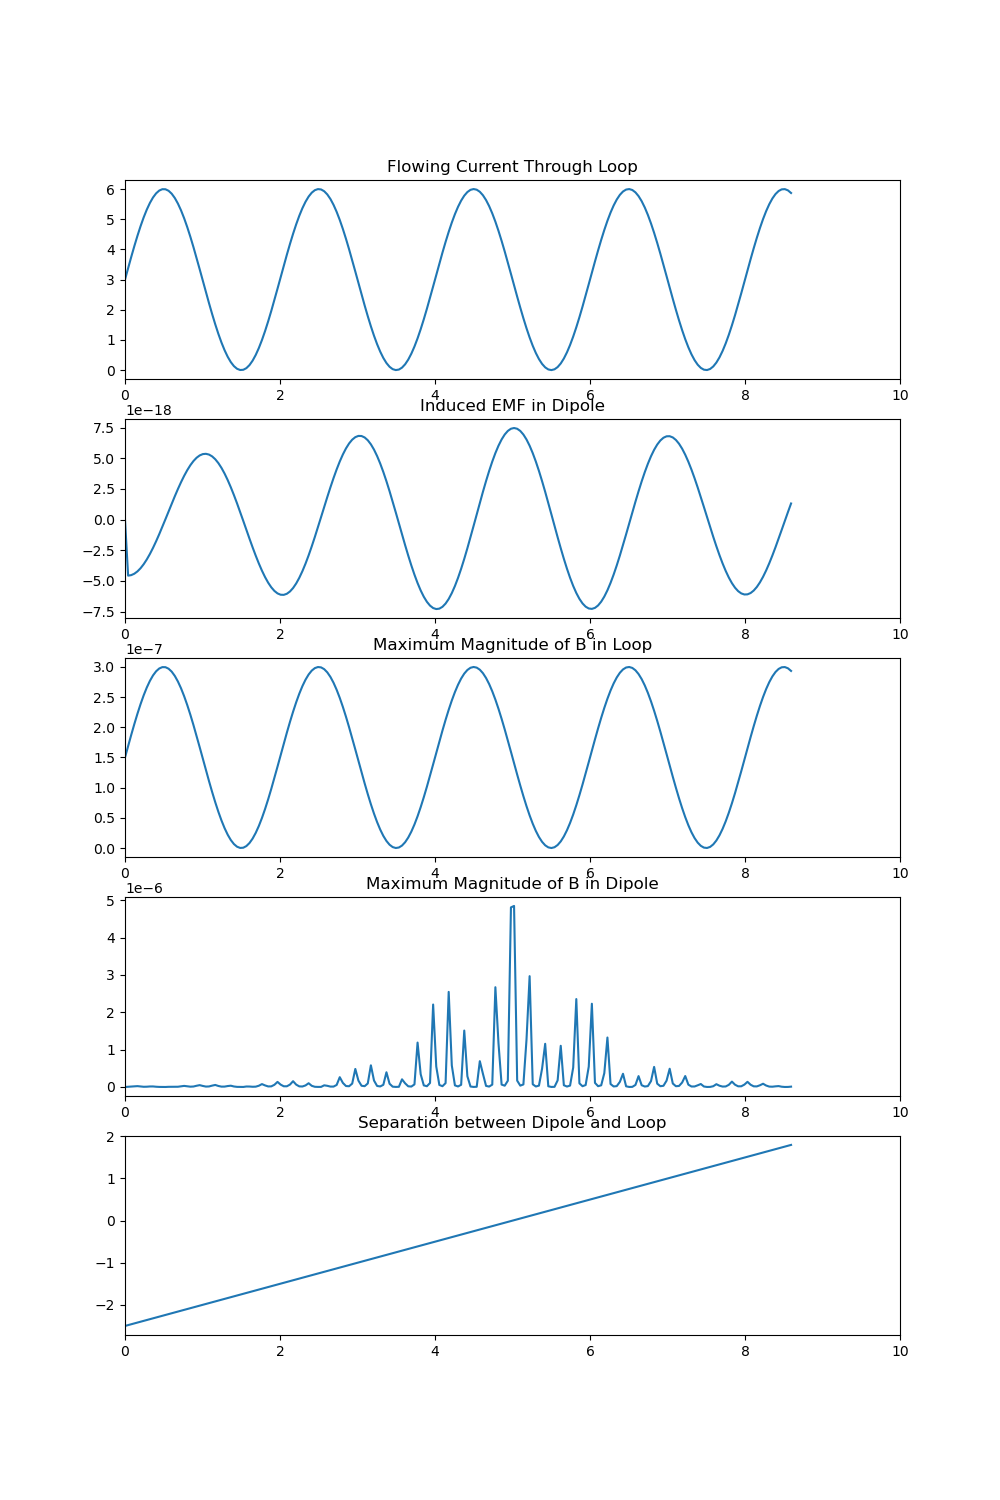 Flowing Current Through Loop
6
5
4
3
2
1
0
0 2 4 6 8 10
1e−18
Induced EMF in Dipole
7.5
5.0
2.5
0.0
−2.5
−5.0
−7.5
0 2 4 6 8 10
1e−7
Maximum Magnitude of B in Loop
3.0
2.5
2.0
1.5
1.0
0.5
0.0
0 2 4 6 8 10
1e−6
Maximum Magnitude of B in Dipole
5
4
3
2
1
0
0 2 4 6 8 10
Separation between Dipole and Loop
2
1
0
−1
−2
0 2 4 6 8 10